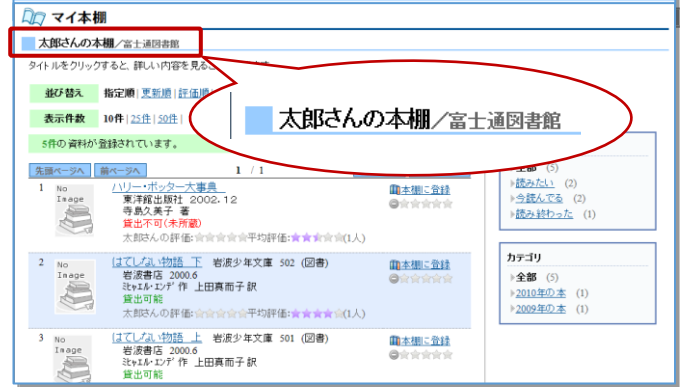 マイ本棚
太郎さんの本棚／富士通図書館
タイトルをクリックすると、詳しい内容を見る
太郎さんの本棚／富士通図書館
並び替え 指定順 | 更新順 | 評価順
表示件数 10件 | 25件 | 50件 |
5件の資料が登録されています。
先頭ページへ 前ページへ 1 / 1
全部 (5)
読みたい (2)
今読んでる (2)
読み終わった (1)
カテゴリ
全部 (5)
2010年の本 (1)
2009年の本 (1)
1 No Image ハリー・ポッター大事典 本棚に登録
東洋館出版社 2002.12
寺島久美子 著
貸出不可(未所蔵)
太郎さんの評価:☆☆☆☆☆平均評価:★★★☆☆(1人)
2 No Image はてしない物語 下 岩波少年文庫 502 (図書) 本棚に登録
岩波書店 2000.6
ミヒャエル・エンデ 作 上田真而子 訳
貸出可能
太郎さんの評価:☆☆☆☆☆平均評価:★★★★☆(1人)
3 No Image はてしない物語 上 岩波少年文庫 501 (図書) 本棚に登録
岩波書店 2000.6
ミヒャエル・エンデ 作 上田真而子 訳
貸出可能